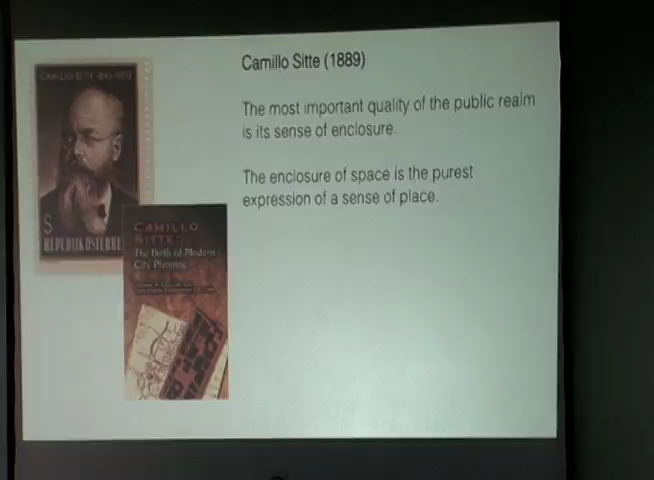 Camillo Sitte (1889)
The most important quality of the public realm
is its sense of enclosure.
The enclosure of space is the purest
expression of a sense of place.
CAMILLO SITTE
S
REPUBLIK ÖSTERREICH
CAMILLO
SITTE:
The Birth of Modern
City Planning